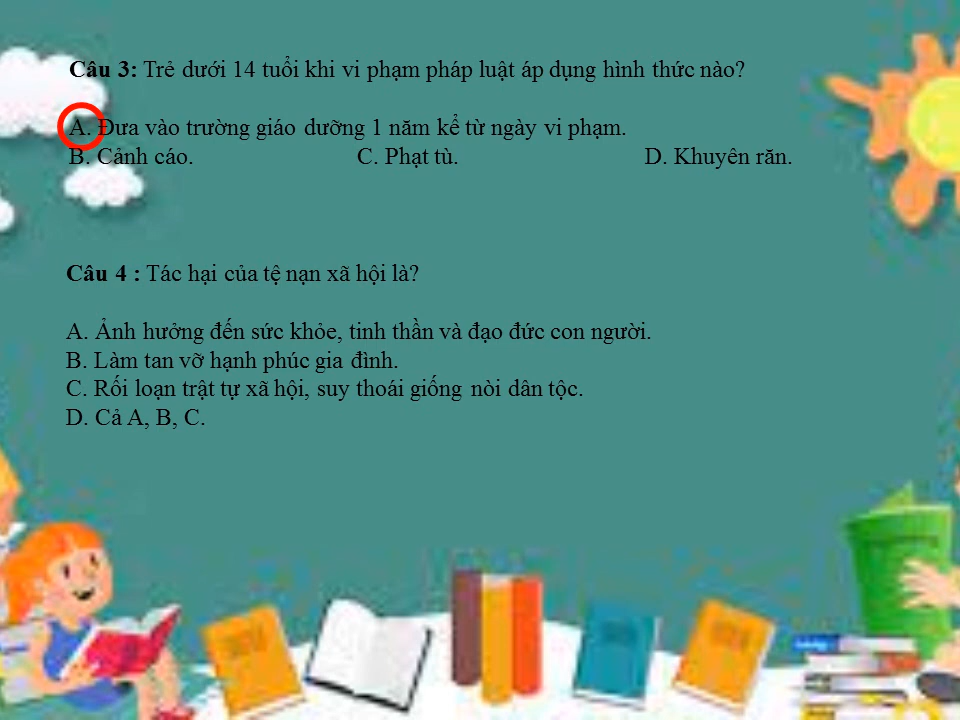 Câu 3: Trẻ dưới 14 tuổi khi vi phạm pháp luật áp dụng hình thức nào?
A. Đưa vào trường giáo dưỡng 1 năm kể từ ngày vi phạm.
B. Cảnh cáo. C. Phạt tù. D. Khuyên răn.
Câu 4 : Tác hại của tệ nạn xã hội là?
A. Ảnh hưởng đến sức khỏe, tinh thần và đạo đức con người.
B. Làm tan vỡ hạnh phúc gia đình.
C. Rối loạn trật tự xã hội, suy thoái giống nòi dân tộc.
D. Cả A, B, C.